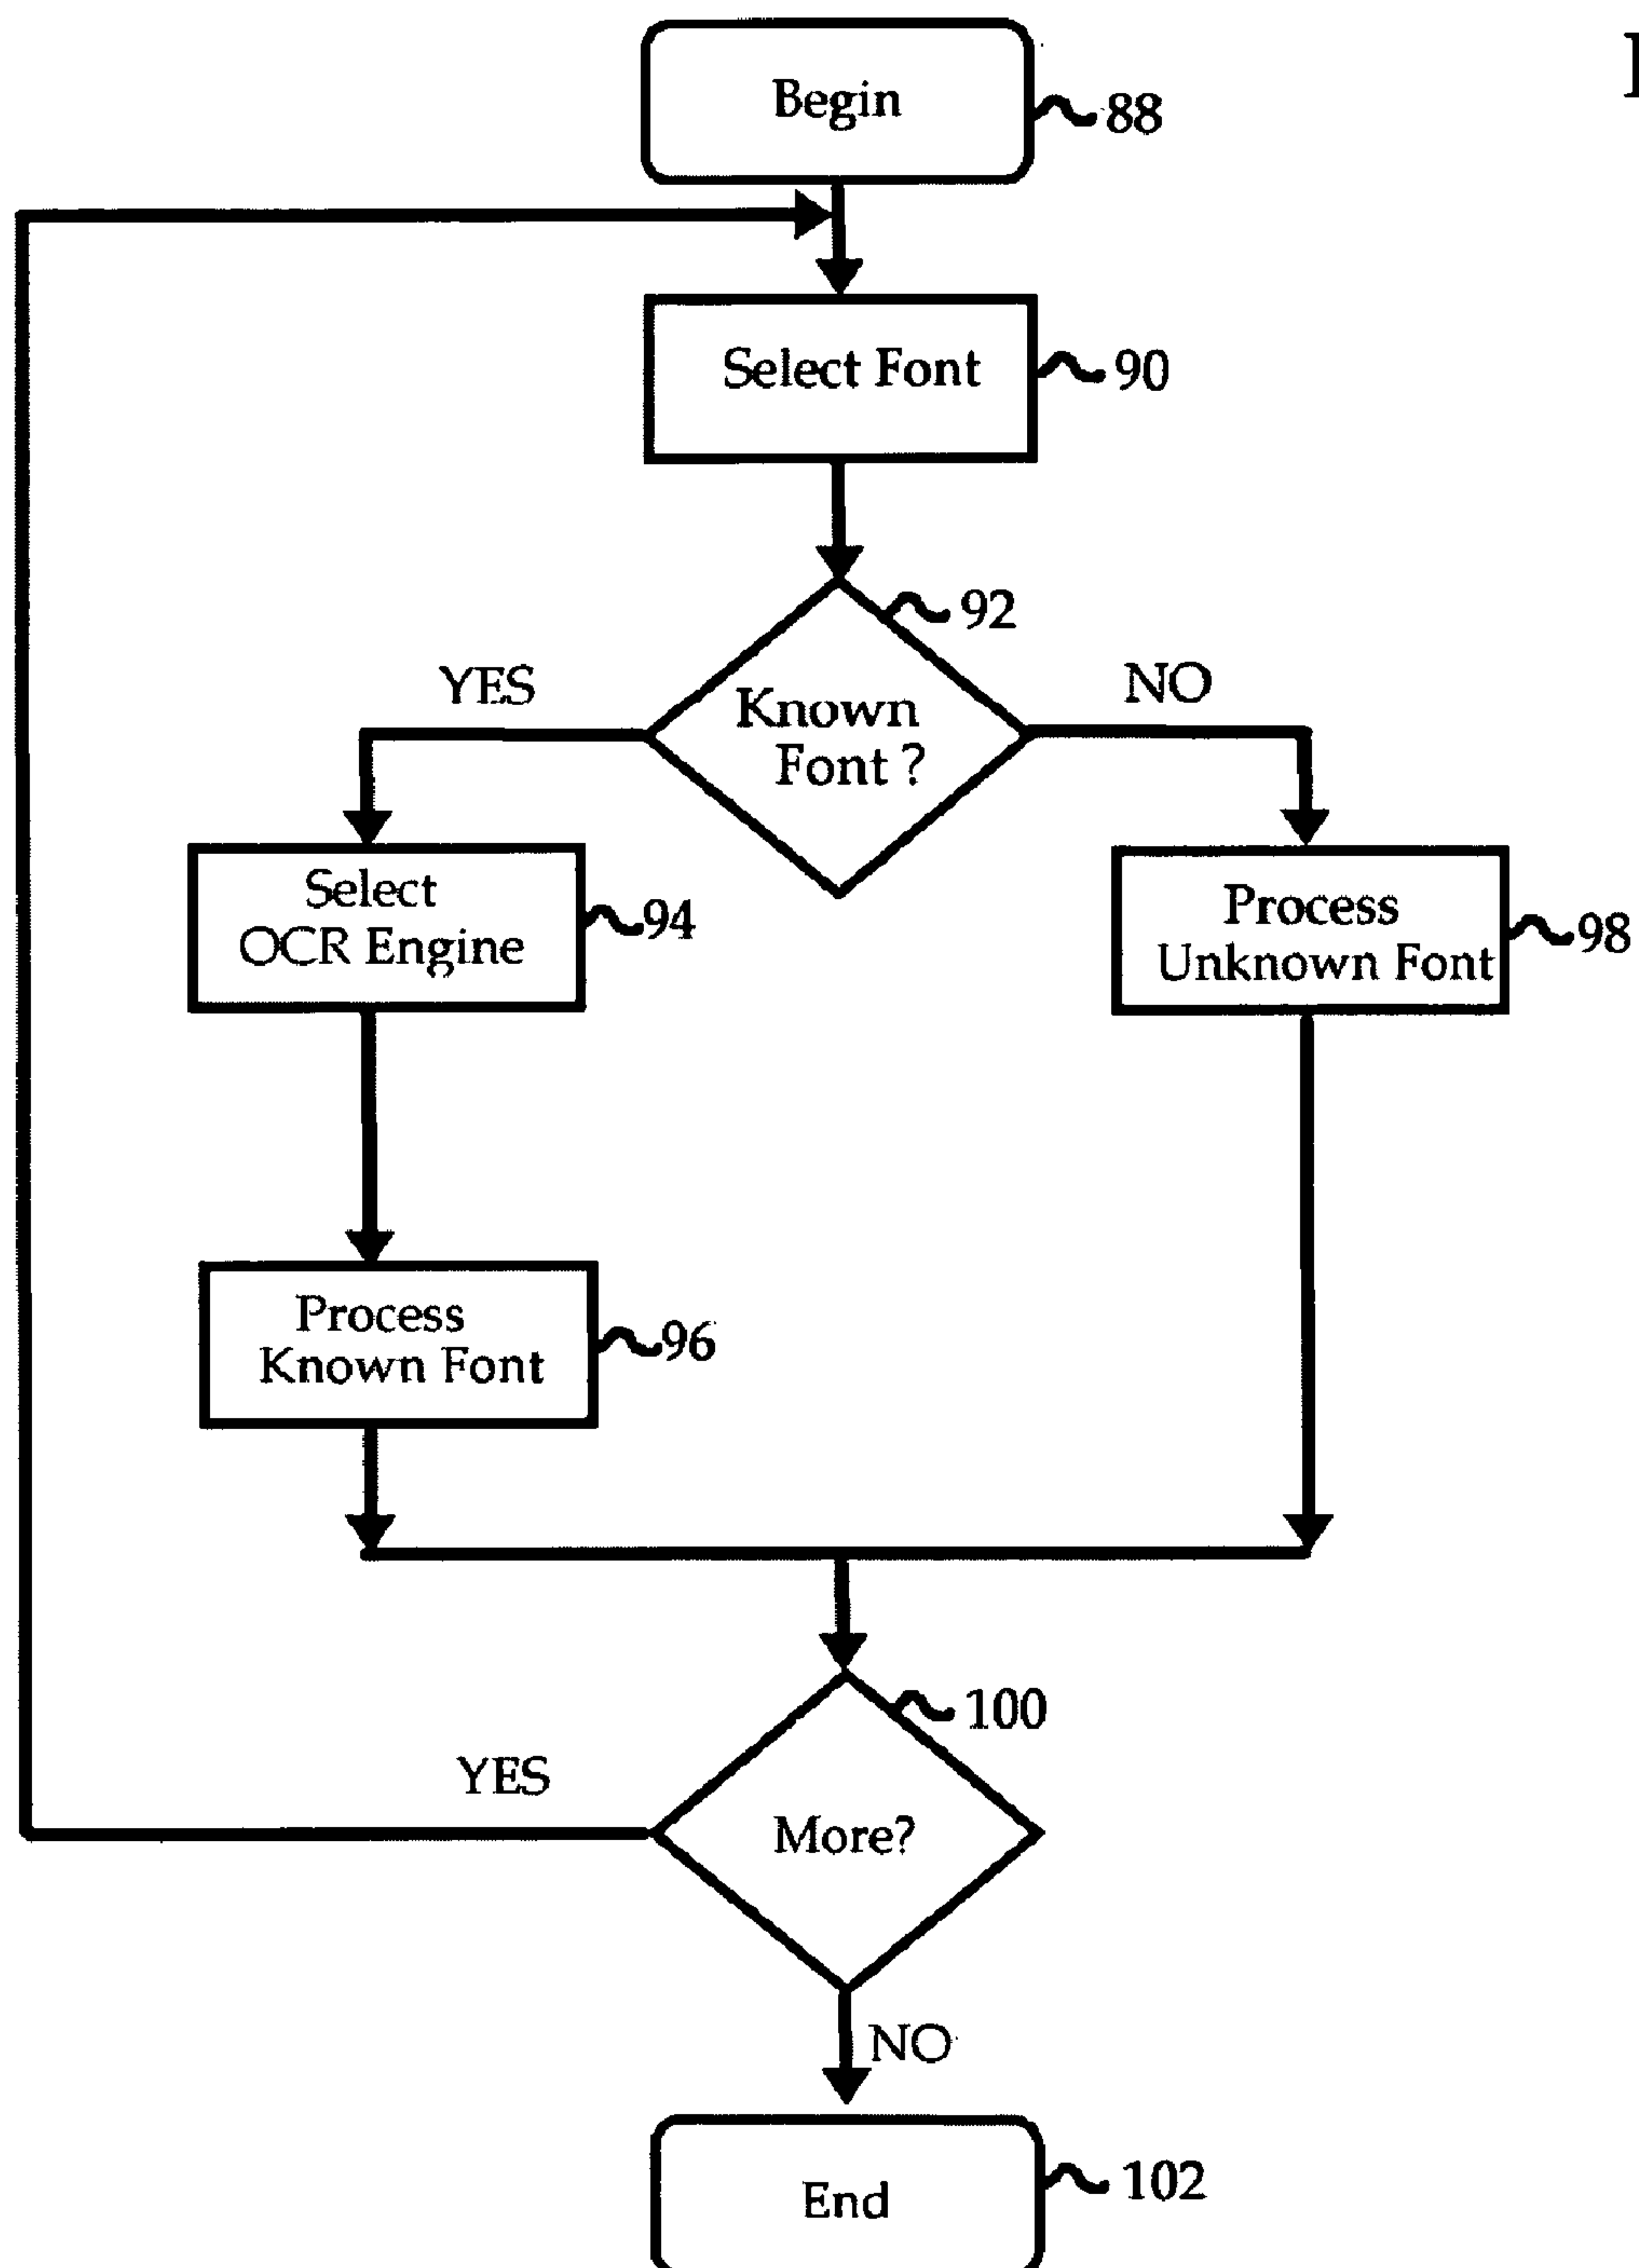 Begin
88
Select Font
90
92
YES
Known
Font ?
NO
Select
OCR Engine
94
Process
Unknown Font
98
Process
Known Font
96
100
YES
More?
NO
End
102